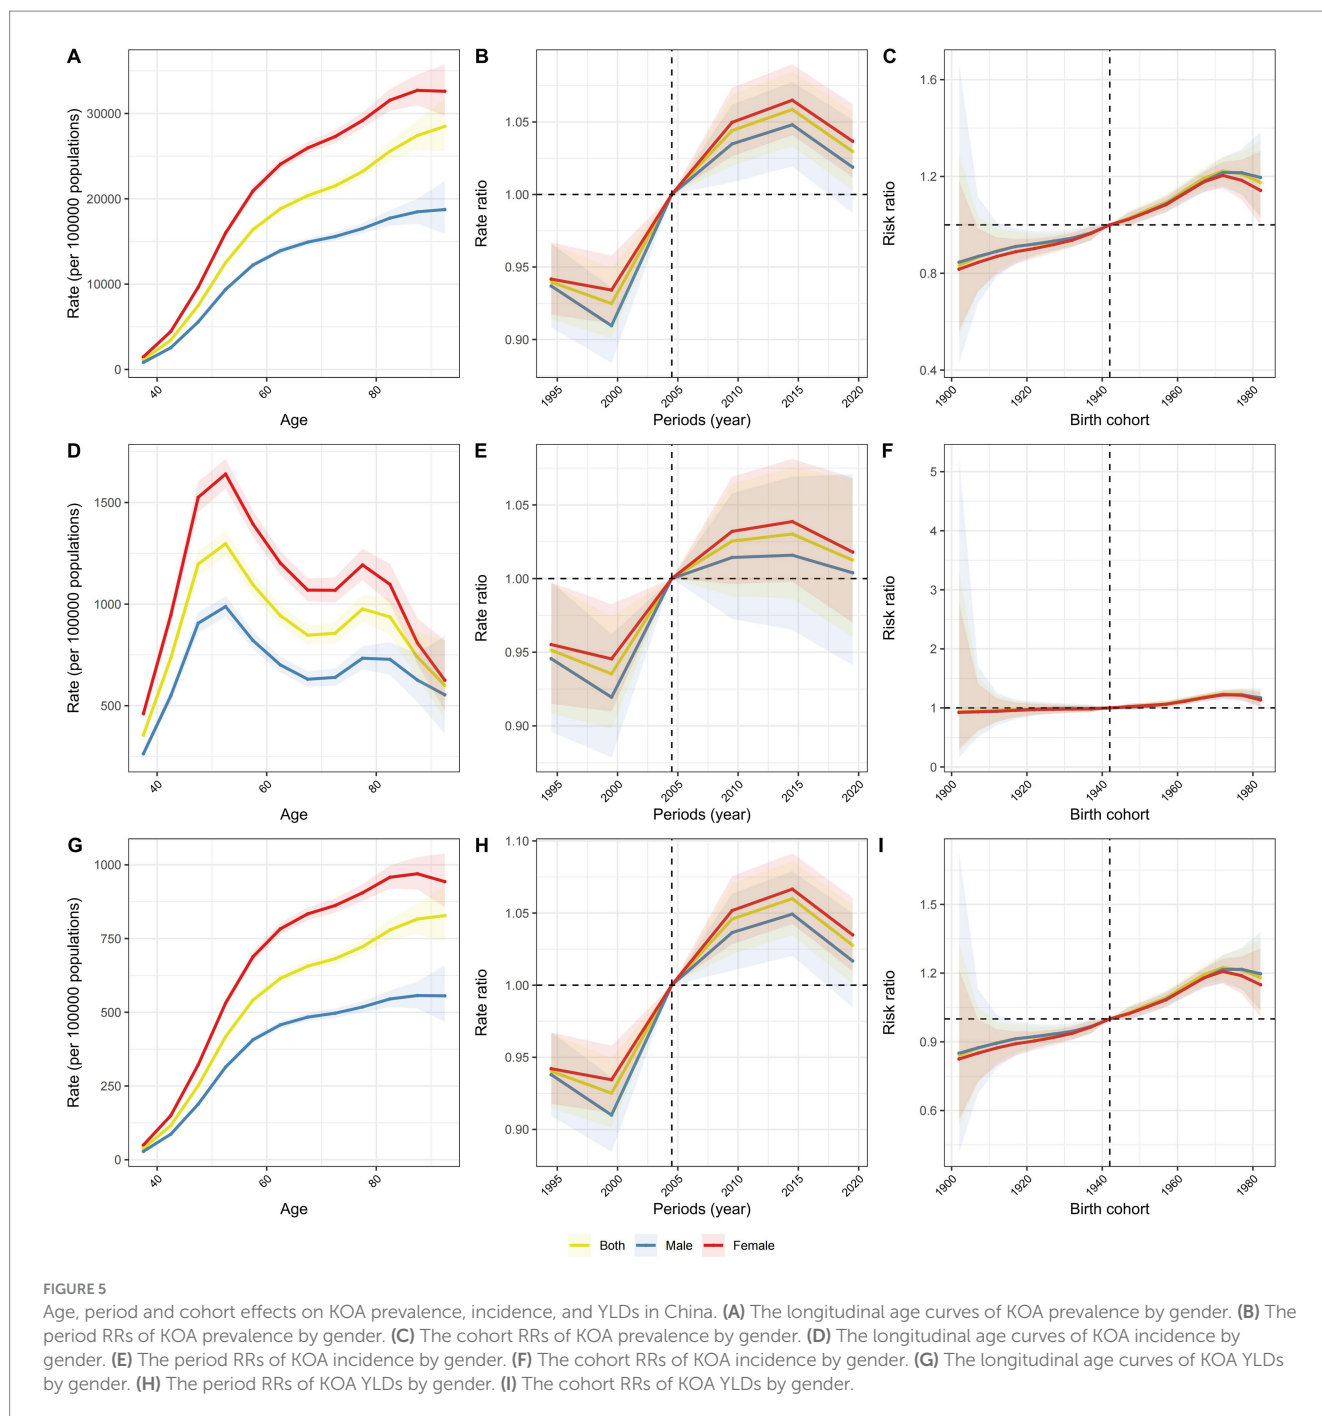 A
Rate (per 100000 populations)
30000
20000
10000
0
40
60
80
Age
B
Rate ratio
1.05
1.00
0.95
0.90
1995
2000
2005
2010
2015
2020
Periods (year)
C
Risk ratio
1.6
1.2
0.8
0.4
1900
1920
1940
1960
1980
Birth cohort
D
Rate (per 100000 populations)
1500
1000
500
40
60
80
Age
E
Rate ratio
1.05
1.00
0.95
0.90
1995
2000
2005
2010
2015
2020
Periods (year)
F
Risk ratio
5
4
3
2
1
0
1900
1920
1940
1960
1980
Birth cohort
G
Rate (per 100000 populations)
1000
750
500
250
0
40
60
80
Age
H
Rate ratio
1.10
1.05
1.00
0.95
0.90
1995
2000
2005
2010
2015
2020
Periods (year)
I
Risk ratio
1.5
1.2
0.9
0.6
1900
1920
1940
1960
1980
Birth cohort
Both Male Female
FIGURE 5
Age, period and cohort effects on KOA prevalence, incidence, and YLDs in China. (A) The longitudinal age curves of KOA prevalence by gender. (B) The
period RRs of KOA prevalence by gender. (C) The cohort RRs of KOA prevalence by gender. (D) The longitudinal age curves of KOA incidence by
gender. (E) The period RRs of KOA incidence by gender. (F) The cohort RRs of KOA incidence by gender. (G) The longitudinal age curves of KOA YLDs
by gender. (H) The period RRs of KOA YLDs by gender. (I) The cohort RRs of KOA YLDs by gender.